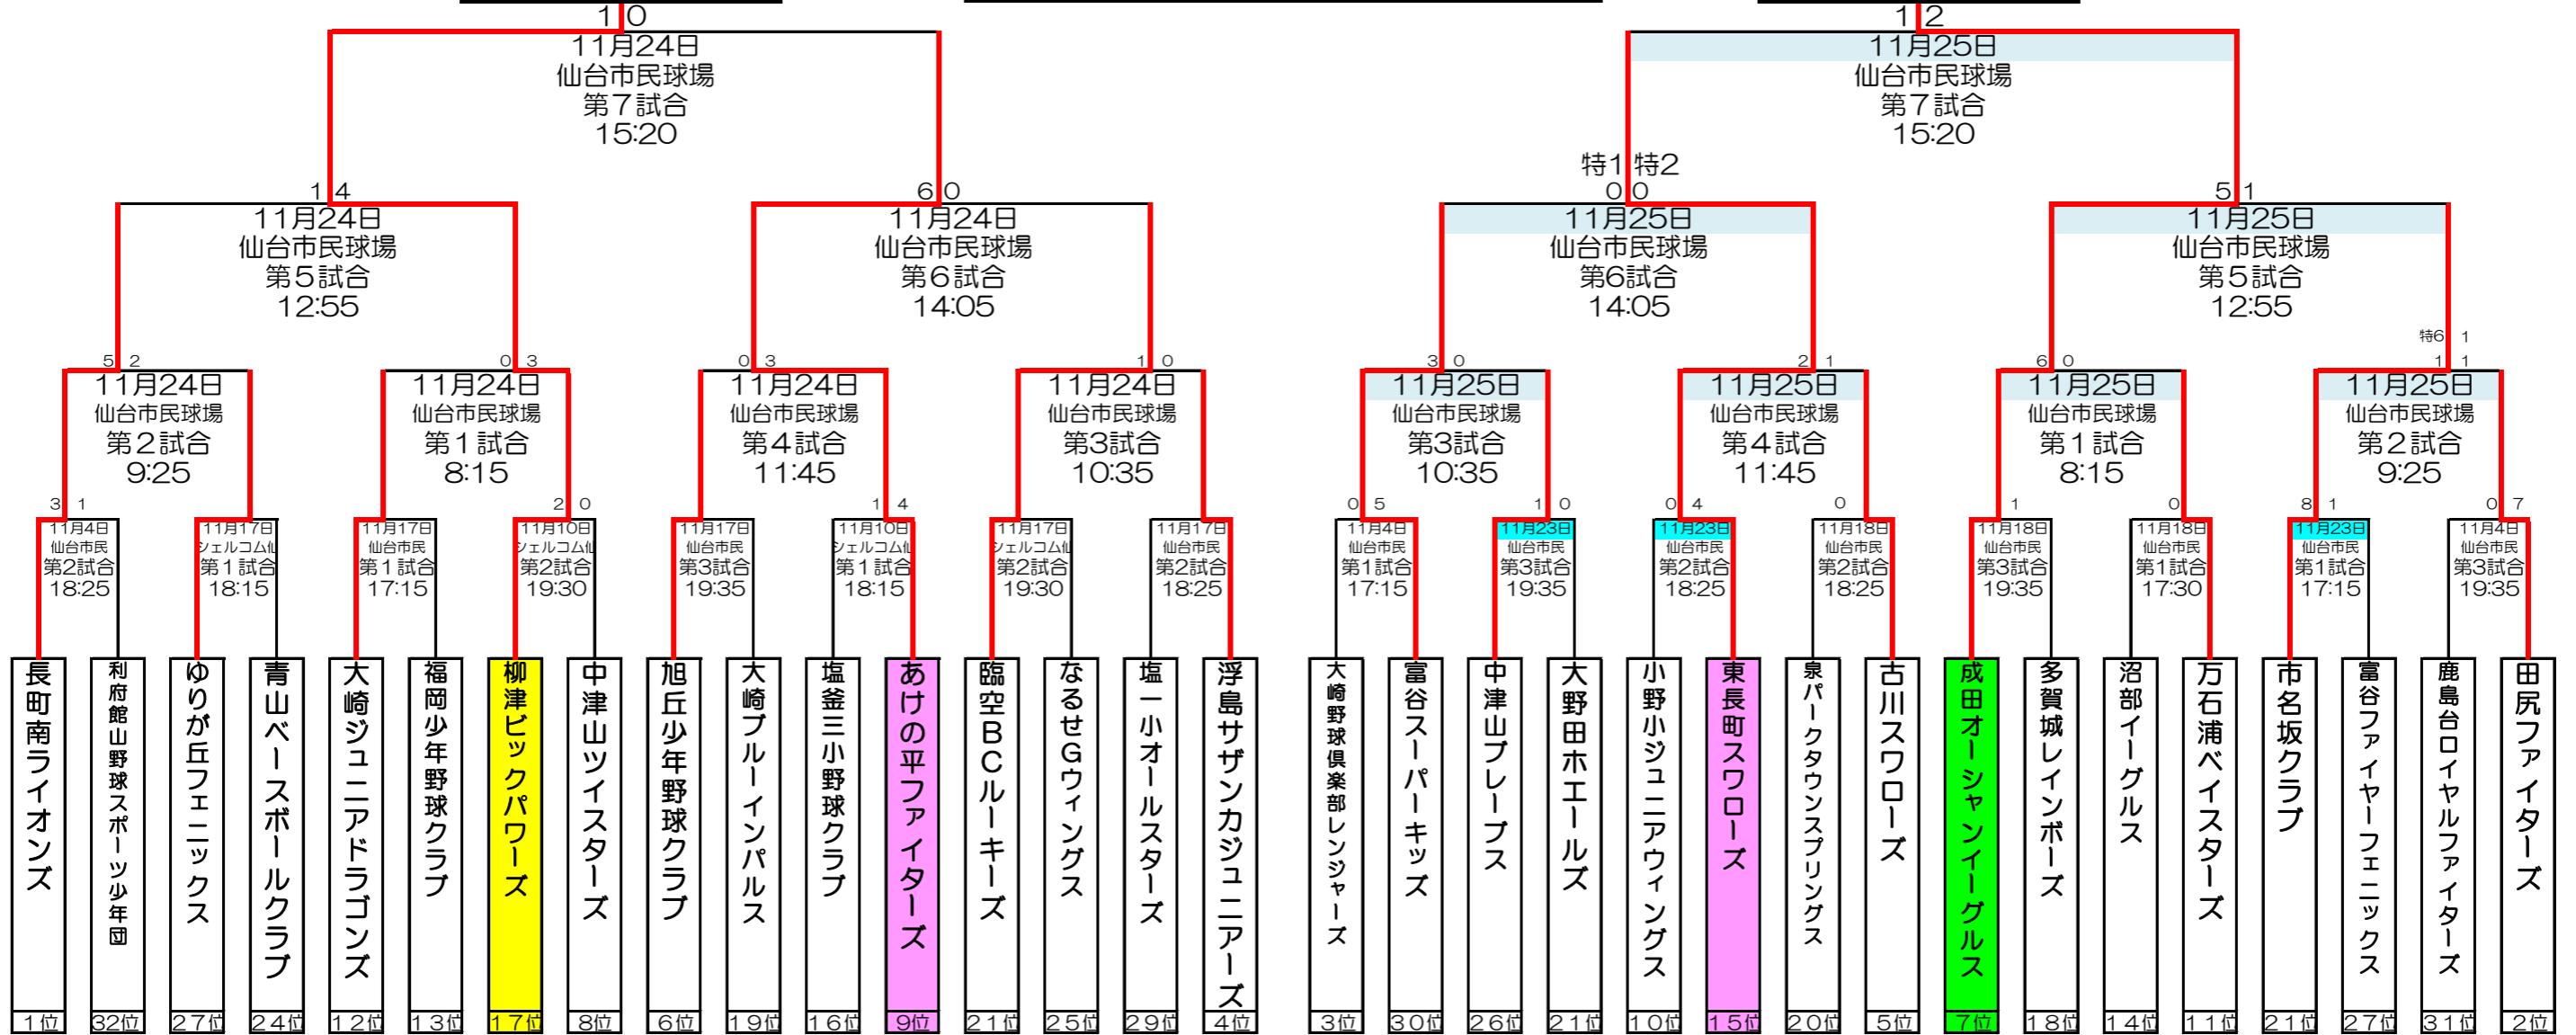 1 0
1 2
11月24日
仙台市民球場
第7試合
15:20
11月25日
仙台市民球場
第7試合
15:20
1 4
6 0
特1 特2
0 0
5 1
11月24日
仙台市民球場
第5試合
12:55
11月24日
仙台市民球場
第6試合
14:05
11月25日
仙台市民球場
第6試合
14:05
11月25日
仙台市民球場
第5試合
12:55
特6 1
5 2
0 3
0 3
1 0
3 0
2 1
6 0
1 1
11月24日
仙台市民球場
第2試合
9:25
11月24日
仙台市民球場
第1試合
8:15
11月24日
仙台市民球場
第4試合
11:45
11月24日
仙台市民球場
第3試合
10:35
11月25日
仙台市民球場
第3試合
10:35
11月25日
仙台市民球場
第4試合
11:45
11月25日
仙台市民球場
第1試合
8:15
11月25日
仙台市民球場
第2試合
9:25
3 1
2 0
1 4
0 5
1 0
0 4
0
1
0
8 1
0 7
11月4日
仙台市民
第2試合
18:25
11月17日
シェルコム仙
第1試合
18:15
11月17日
仙台市民
第1試合
17:15
11月10日
シェルコム仙
第2試合
19:30
11月17日
仙台市民
第3試合
19:35
11月10日
シェルコム仙
第1試合
18:15
11月17日
シェルコム仙
第2試合
19:30
11月17日
仙台市民
第2試合
18:25
11月4日
仙台市民
第1試合
17:15
11月23日
仙台市民
第3試合
19:35
11月23日
仙台市民
第2試合
18:25
11月18日
仙台市民
第2試合
18:25
11月18日
仙台市民
第3試合
19:35
11月18日
仙台市民
第1試合
17:30
11月23日
仙台市民
第1試合
17:15
11月4日
仙台市民
第3試合
19:35
長町南ライオンズ
1位
利府館山野球スポーツ少年団
32位
ゆりが丘フェニックス
27位
青山ベースボールクラブ
24位
大崎ジュニアドラゴンズ
12位
福岡少年野球クラブ
13位
柳津ビックパワーズ
17位
中津山ツイスターズ
8位
旭丘少年野球クラブ
6位
大崎ブルーインパルス
19位
塩釜三小野球クラブ
16位
あけの平ファイターズ
9位
臨空BCルーキーズ
21位
なるせGウィングス
25位
塩一小オールスターズ
29位
浮島サザンカジュニアーズ
4位
大崎野球倶楽部レンジャーズ
3位
富谷スーパーキッズ
30位
中津山ブレーブス
26位
大野田ホエールズ
21位
小野小ジュニアウィングス
10位
東長町スワローズ
15位
泉パークタウンスプリングス
20位
古川スワローズ
5位
成田オーシャンイーグルス
7位
多賀城レインボーズ
18位
沼部イーグルス
14位
万石浦ベイスターズ
11位
市名坂クラブ
21位
富谷ファイヤーフェニックス
27位
鹿島台ロイヤルファイターズ
31位
田尻ファイターズ
2位